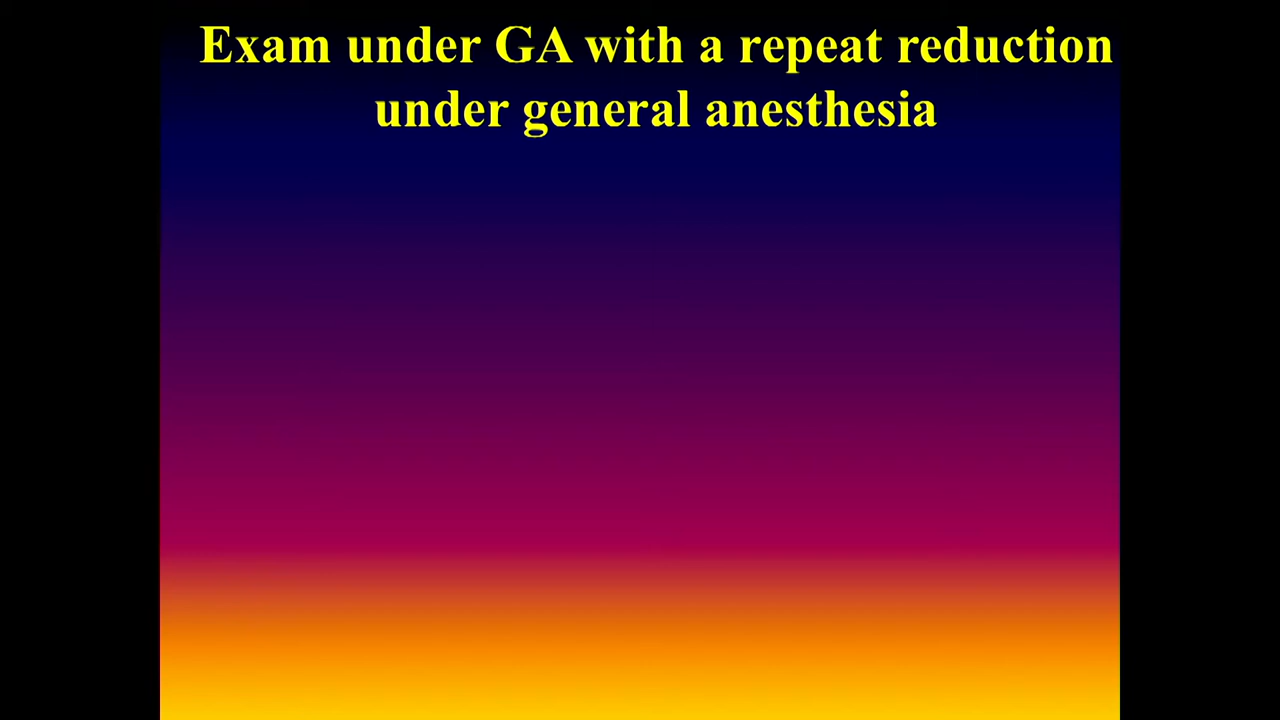 Exam under GA with a repeat reduction
under general anesthesia